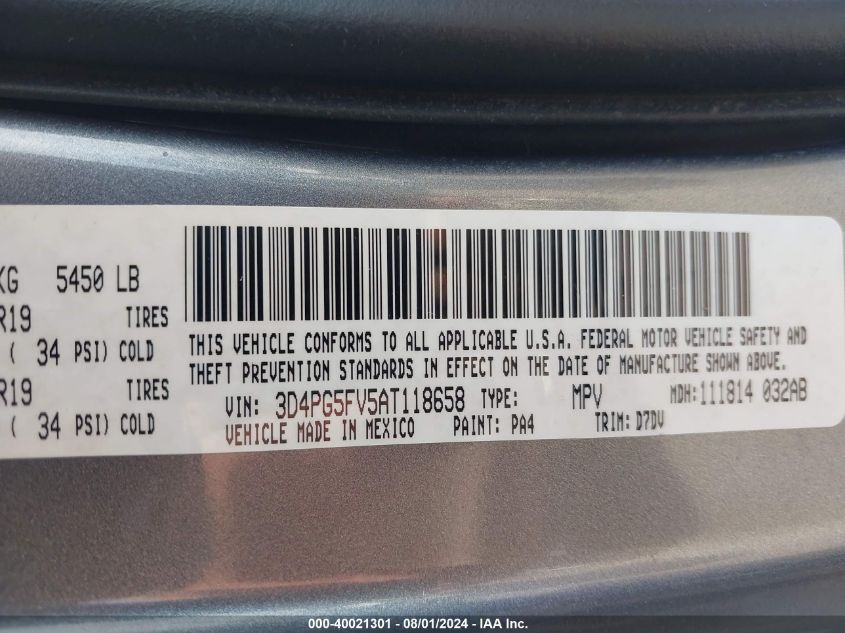 KG 5450 LB
R19 TIRES
( 34 PSI) COLD
R19 TIRES
( 34 PSI) COLD
THIS VEHICLE CONFORMS TO ALL APPLICABLE U.S.A. FEDERAL MOTOR VEHICLE SAFETY AND
THEFT PREVENTION STANDARDS IN EFFECT ON THE DATE OF MANUFACTURE SHOWN ABOVE.
VIN: 3D4PG5FV5AT118658 TYPE: MPV MDH:111814 032AB
VEHICLE MADE IN MEXICO PAINT: PA4 TRIM: D7DV
000-40021301 - 08/01/2024 - IAA Inc.